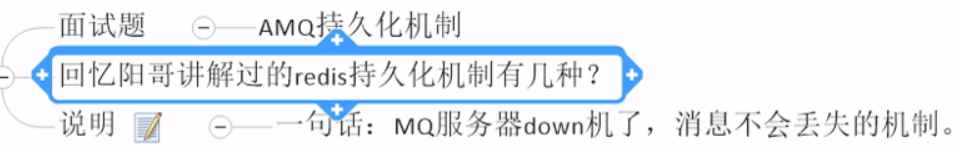 面试题 AMQ持久化机制
回忆阳哥讲解过的redis持久化机制有几种？
说明 一句话：MQ服务器down机了，消息不会丢失的机制。